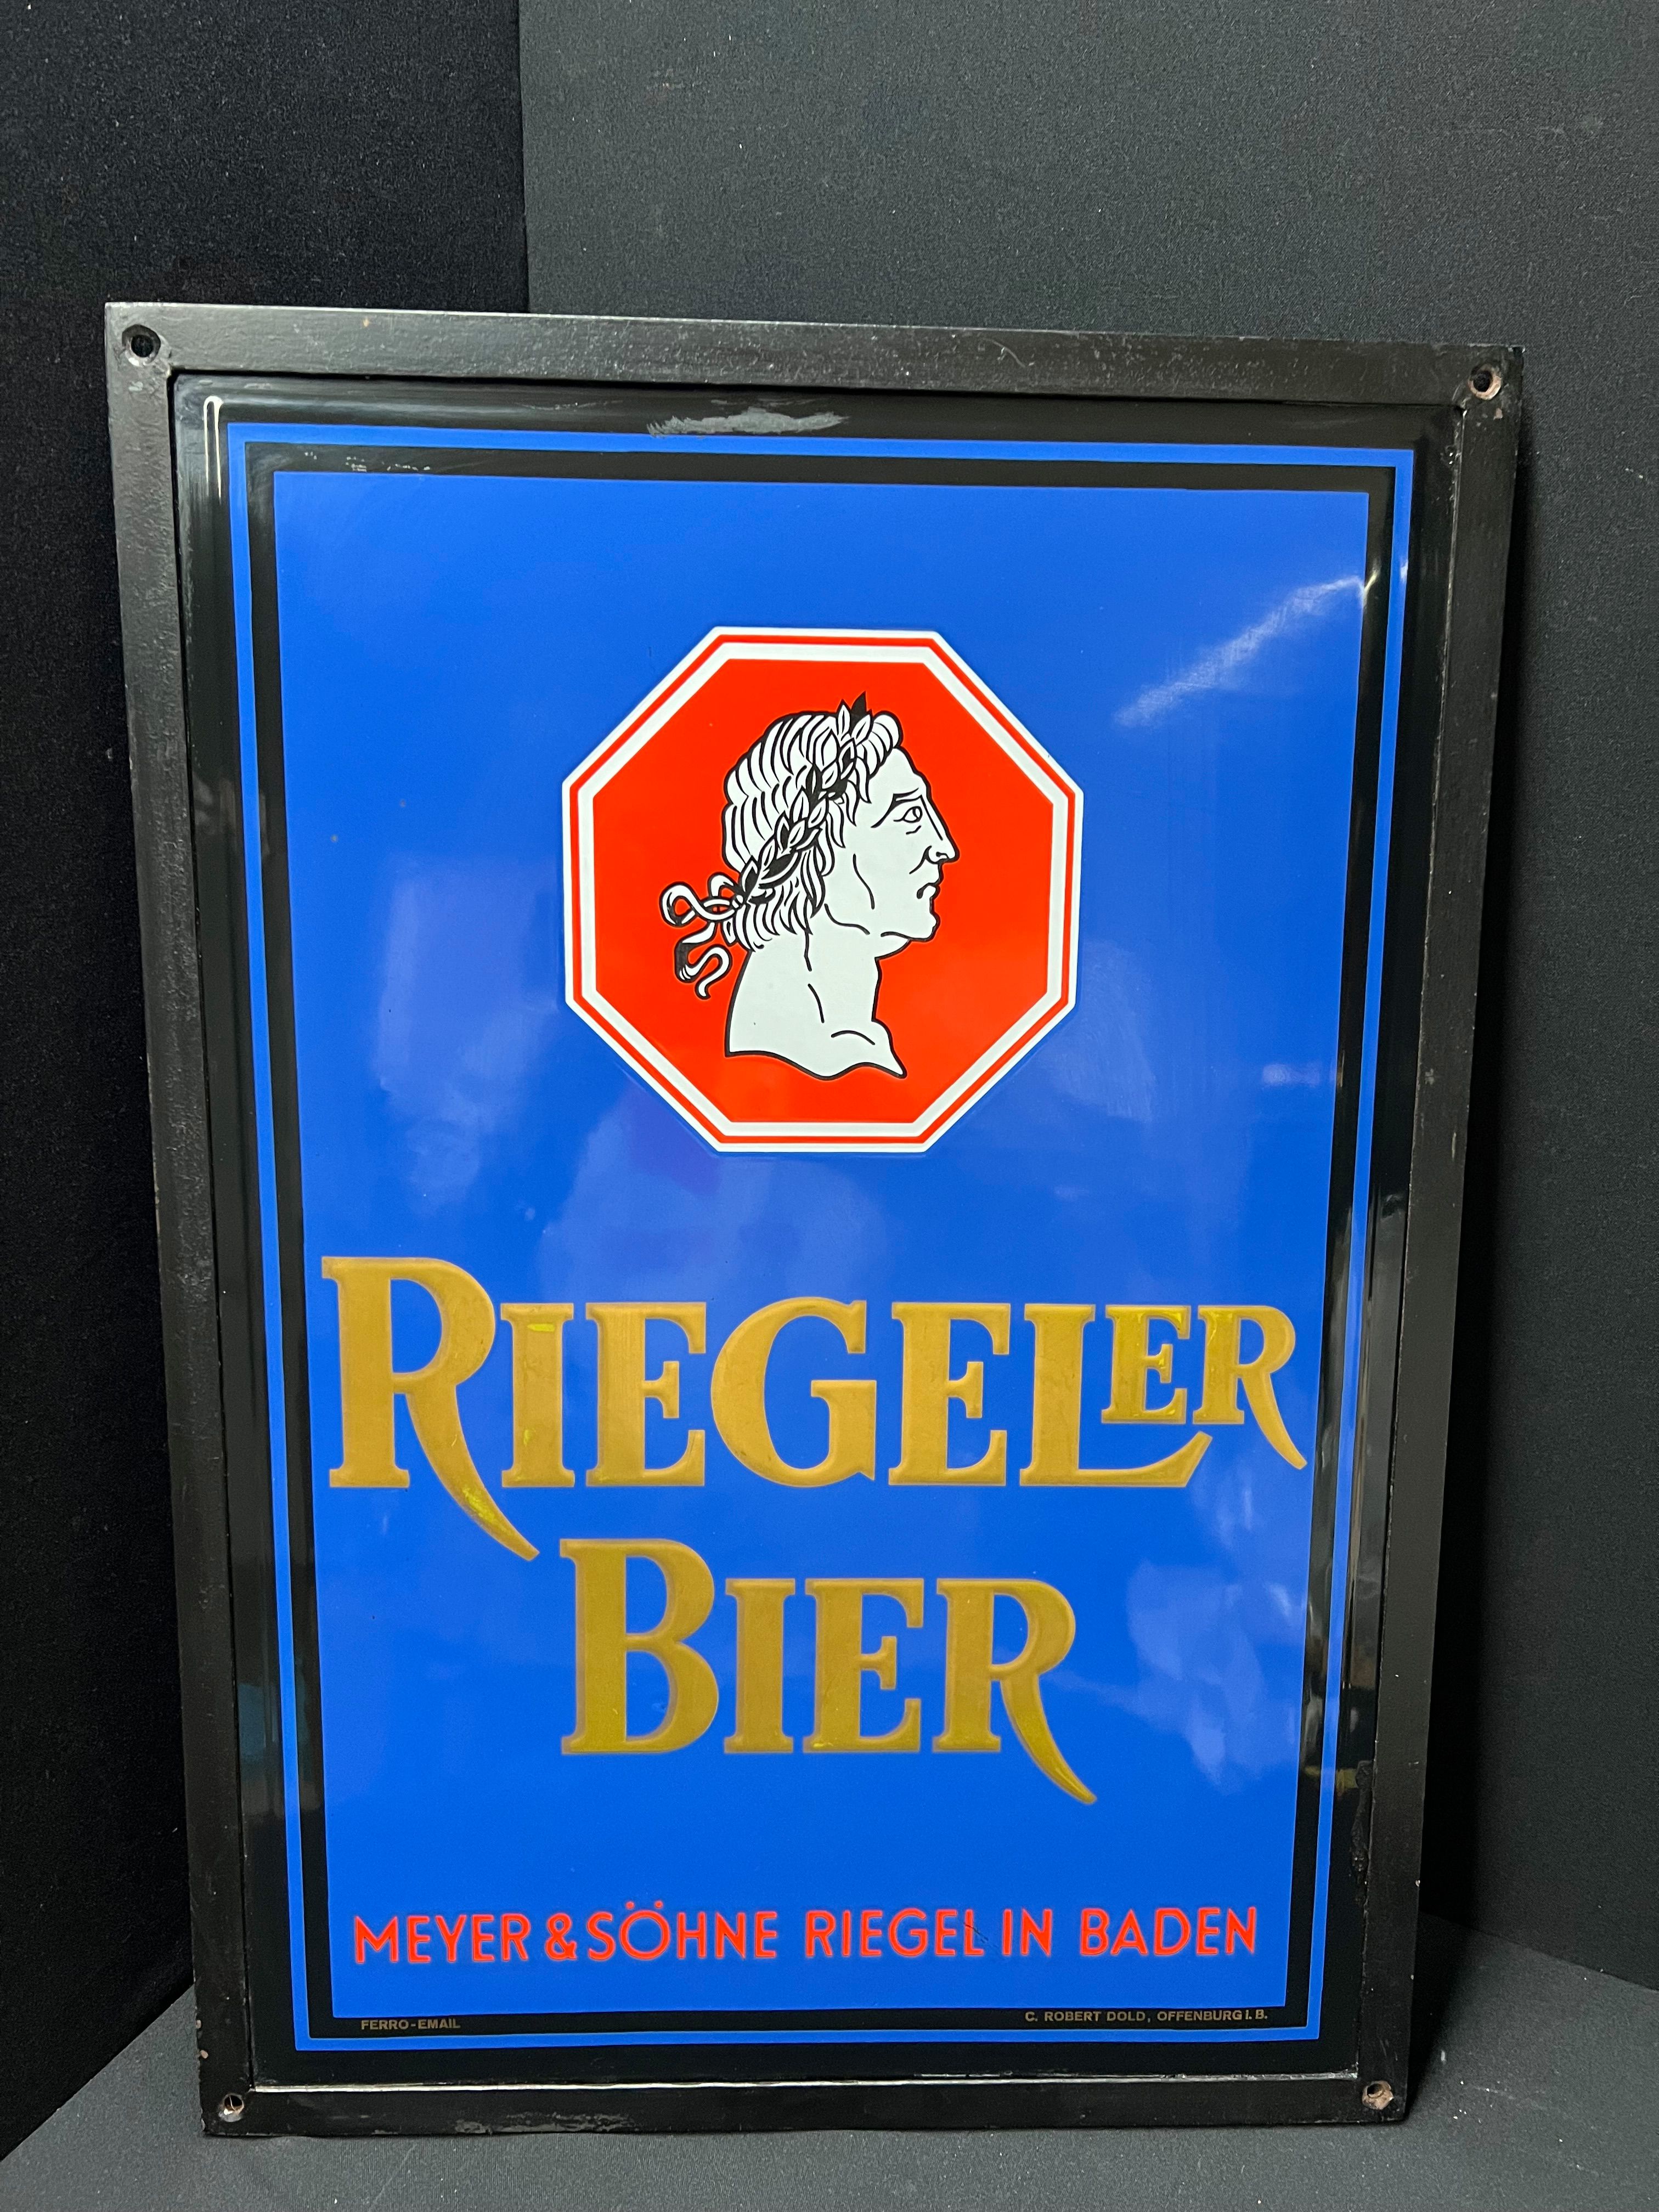 RIEGELER
BIER
MEYER & SÖHNE RIEGEL IN BADEN
FERRO-EMAIL
C. ROBERT DOLD, OFFENBURG I. B.